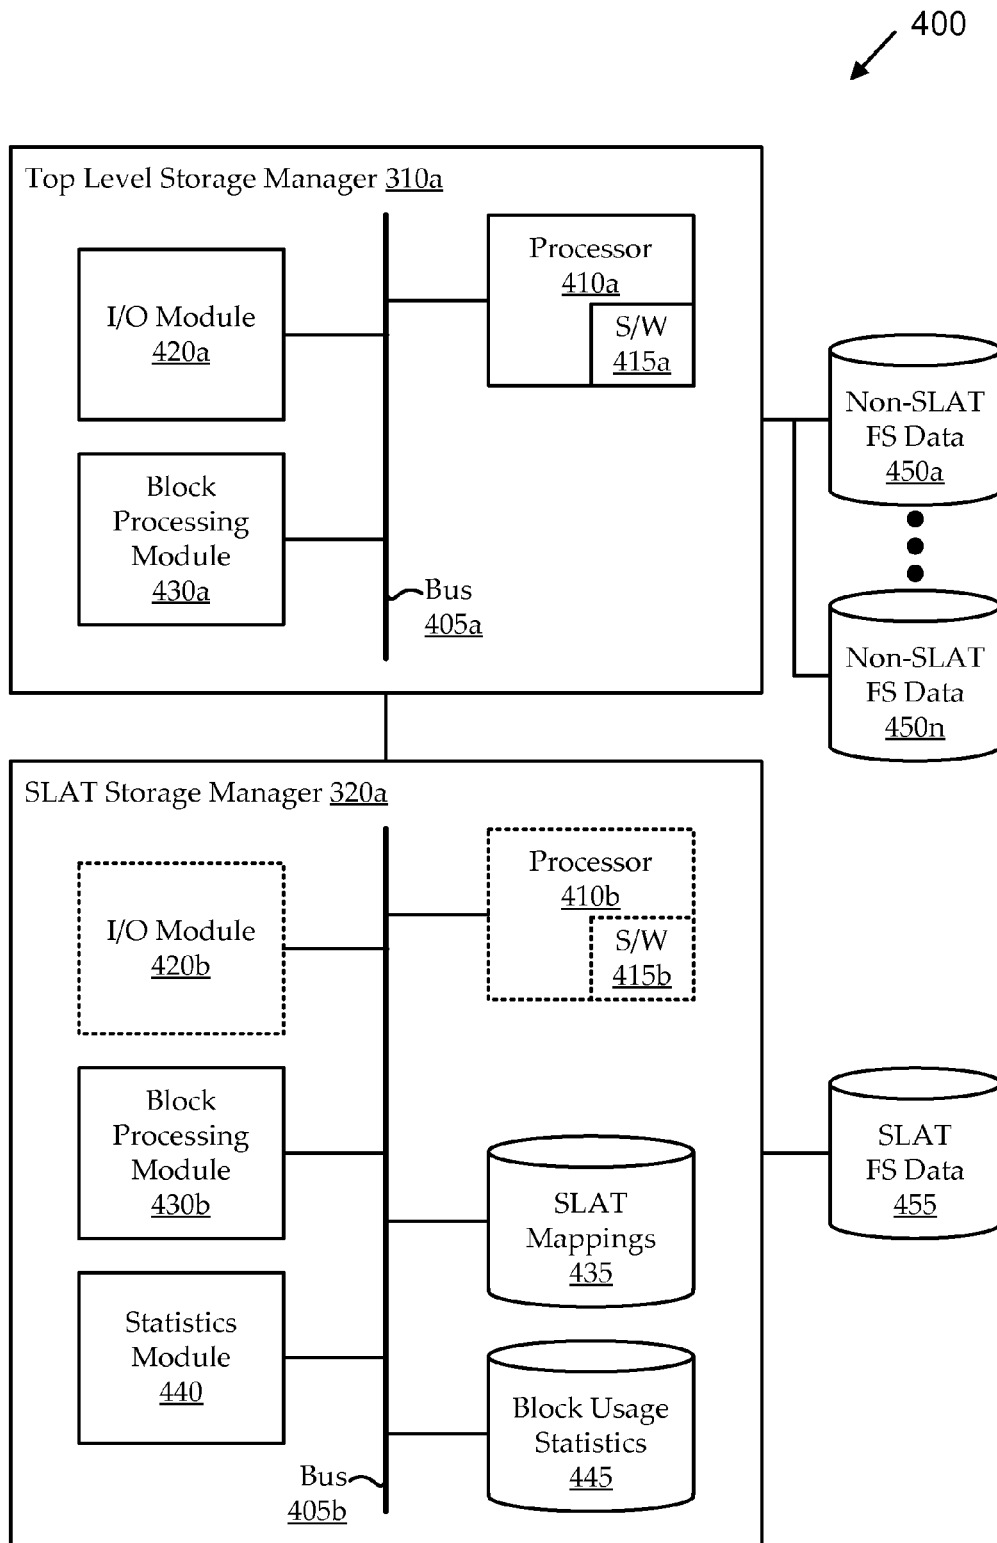 400
Top Level Storage Manager 310a
I/O Module
420a
Processor
410a
S/W
415a
Block
Processing
Module
430a
Bus
405a
Non-SLAT
FS Data
450a
Non-SLAT
FS Data
450n
SLAT Storage Manager 320a
I/O Module
420b
Processor
410b
S/W
415b
Block
Processing
Module
430b
SLAT
Mappings
435
SLAT
FS Data
455
Statistics
Module
440
Block Usage
Statistics
445
Bus
405b